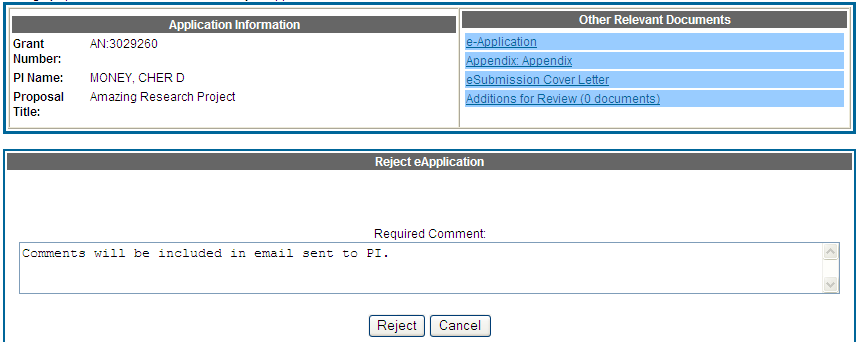 Application Information
Grant Number: AN:3029260
PI Name: MONEY, CHER D
Proposal Title: Amazing Research Project
Other Relevant Documents
e-Application
Appendix: Appendix
eSubmission Cover Letter
Additions for Review (0 documents)
Reject eApplication
Required Comment:
Comments will be included in email sent to PI.
Reject Cancel